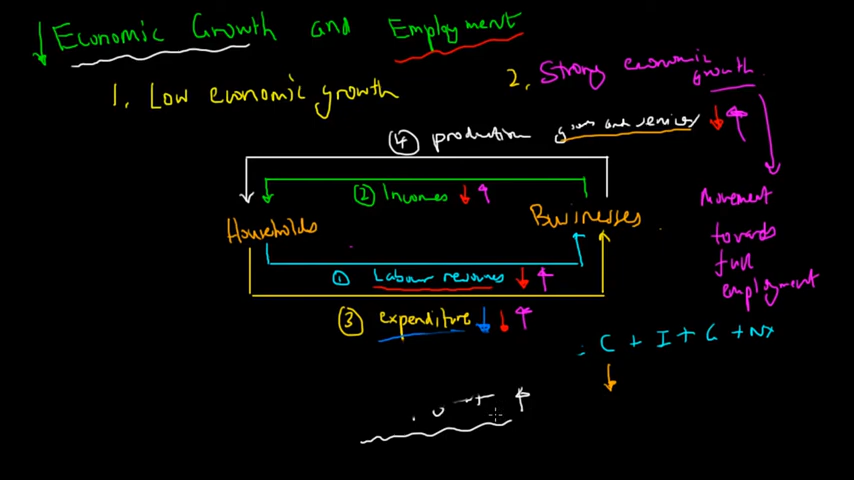 Economic Growth and Employment
1. Low economic growth
2. Strong economic growth
④ production goods and services
② Incomes
Households
Businesses
Movement
towards
full
employment
① Labour resources
③ expenditure
= C + I + G + NX